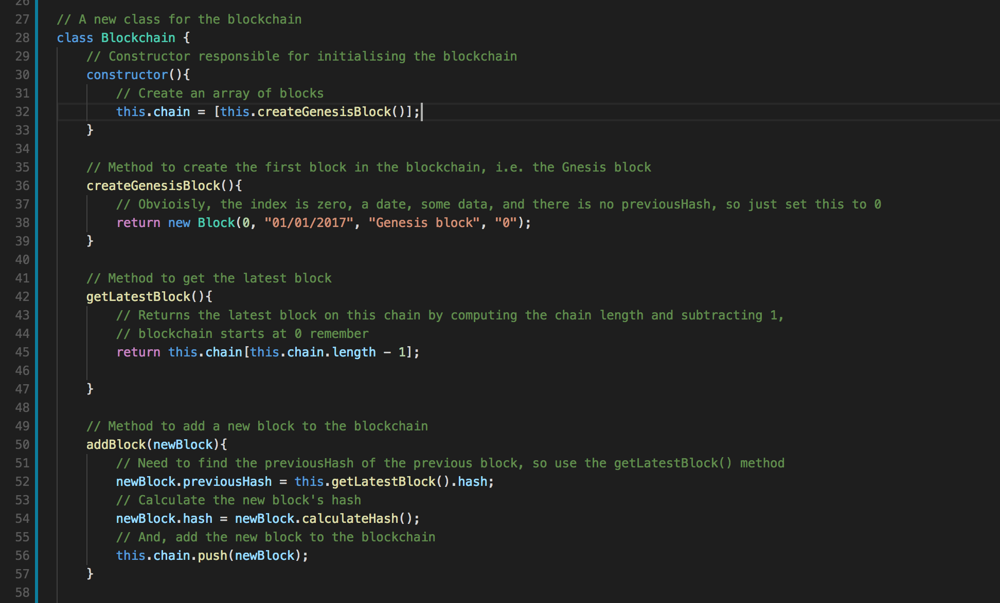 26
27 // A new class for the blockchain
28 class Blockchain {
29     // Constructor responsible for initialising the blockchain
30     constructor(){
31         // Create an array of blocks
32         this.chain = [this.createGenesisBlock()];
33     }
34
35     // Method to create the first block in the blockchain, i.e. the Gnesis block
36     createGenesisBlock(){
37         // Obvioisly, the index is zero, a date, some data, and there is no previousHash, so just set this to 0
38         return new Block(0, "01/01/2017", "Genesis block", "0");
39     }
40
41     // Method to get the latest block
42     getLatestBlock(){
43         // Returns the latest block on this chain by computing the chain length and subtracting 1,
44         // blockchain starts at 0 remember
45         return this.chain[this.chain.length - 1];
46
47     }
48
49     // Method to add a new block to the blockchain
50     addBlock(newBlock){
51         // Need to find the previousHash of the previous block, so use the getLatestBlock() method
52         newBlock.previousHash = this.getLatestBlock().hash;
53         // Calculate the new block's hash
54         newBlock.hash = newBlock.calculateHash();
55         // And, add the new block to the blockchain
56         this.chain.push(newBlock);
57     }
58